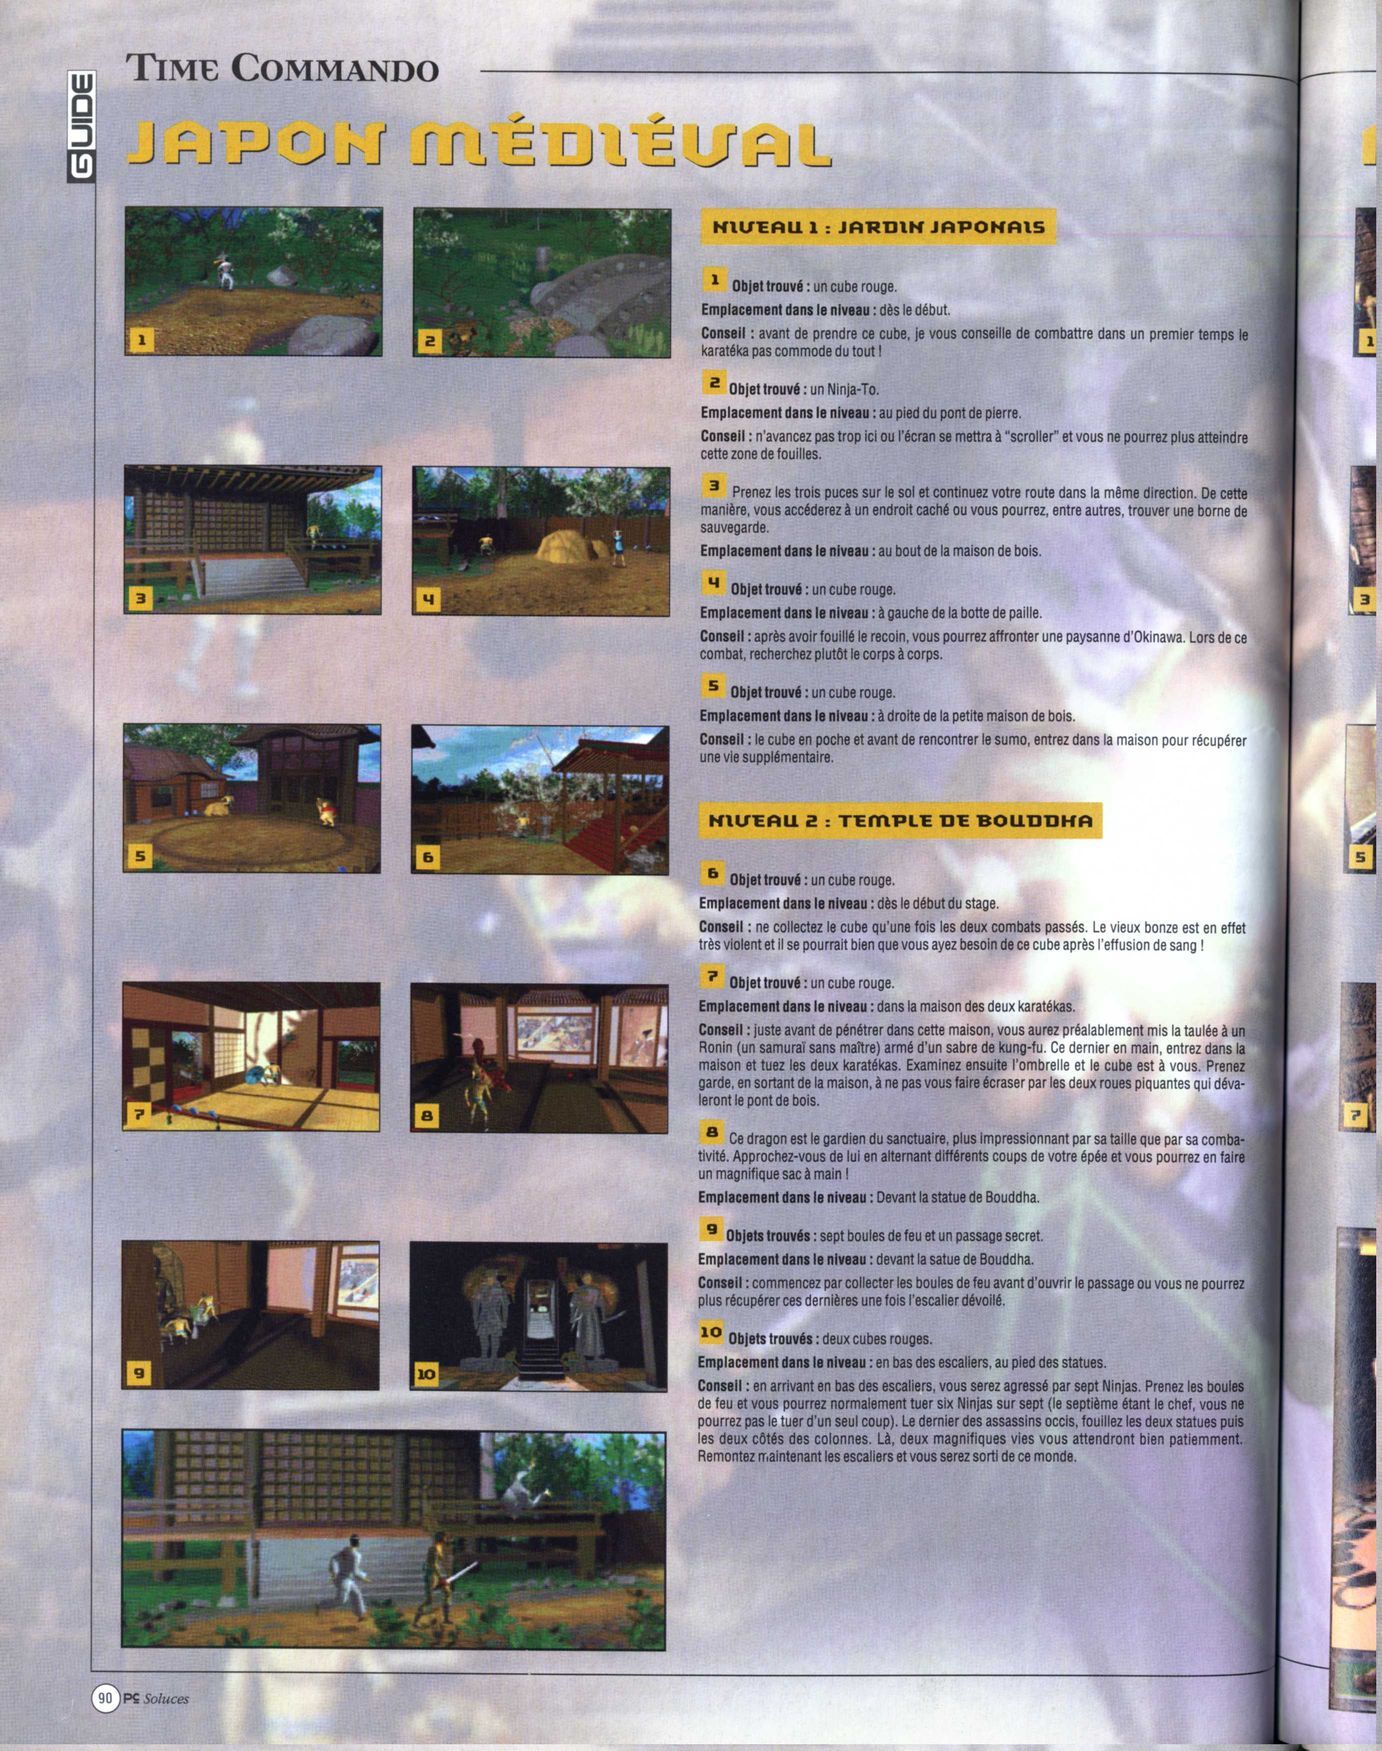 TIME COMMANDO
GUIDE
JAPON MÉDIÉVAL
1
2
3
4
5
6
7
8
9
10
NIVEAU 1 : JARDIN JAPONAIS
1 Objet trouvé : un cube rouge.
Emplacement dans le niveau : dès le début.
Conseil : avant de prendre ce cube, je vous conseille de combattre dans un premier temps le
karatéka pas commode du tout !
2 Objet trouvé : un Ninja-To.
Emplacement dans le niveau : au pied du pont de pierre.
Conseil : n'avancez pas trop ici ou l'écran se mettra à "scroller" et vous ne pourrez plus atteindre
cette zone de fouilles.
3 Prenez les trois puces sur le sol et continuez votre route dans la même direction. De cette
manière, vous accéderez à un endroit caché ou vous pourrez, entre autres, trouver une borne de
sauvegarde.
Emplacement dans le niveau : au bout de la maison de bois.
4 Objet trouvé : un cube rouge.
Emplacement dans le niveau : à gauche de la botte de paille.
Conseil : après avoir fouillé le recoin, vous pourrez affronter une paysanne d'Okinawa. Lors de ce
combat, recherchez plutôt le corps à corps.
5 Objet trouvé : un cube rouge.
Emplacement dans le niveau : à droite de la petite maison de bois.
Conseil : le cube en poche et avant de rencontrer le sumo, entrez dans la maison pour récupérer
une vie supplémentaire.
NIVEAU 2 : TEMPLE DE BOUDDHA
6 Objet trouvé : un cube rouge.
Emplacement dans le niveau : dès le début du stage.
Conseil : ne collectez le cube qu'une fois les deux combats passés. Le vieux bonze est en effet
très violent et il se pourrait bien que vous ayez besoin de ce cube après l'effusion de sang !
7 Objet trouvé : un cube rouge.
Emplacement dans le niveau : dans la maison des deux karatékas.
Conseil : juste avant de pénétrer dans cette maison, vous aurez préalablement mis la taulée à un
Ronin (un samuraï sans maître) armé d'un sabre de kung-fu. Ce dernier en main, entrez dans la
maison et tuez les deux karatékas. Examinez ensuite l'ombrelle et le cube est à vous. Prenez
garde, en sortant de la maison, à ne pas vous faire écraser par les deux roues piquantes qui déva-
leront le pont de bois.
8 Ce dragon est le gardien du sanctuaire, plus impressionnant par sa taille que par sa comba-
tivité. Approchez-vous de lui en alternant différents coups de votre épée et vous pourrez en faire
un magnifique sac à main !
Emplacement dans le niveau : Devant la statue de Bouddha.
9 Objets trouvés : sept boules de feu et un passage secret.
Emplacement dans le niveau : devant la satue de Bouddha.
Conseil : commencez par collecter les boules de feu avant d'ouvrir le passage ou vous ne pourrez
plus récupérer ces dernières une fois l'escalier dévoilé.
10 Objets trouvés : deux cubes rouges.
Emplacement dans le niveau : en bas des escaliers, au pied des statues.
Conseil : en arrivant en bas des escaliers, vous serez agressé par sept Ninjas. Prenez les boules
de feu et vous pourrez normalement tuer six Ninjas sur sept (le septième étant le chef, vous ne
pourrez pas le tuer d'un seul coup). Le dernier des assassins occis, fouillez les deux statues puis
les deux côtés des colonnes. Là, deux magnifiques vies vous attendront bien patiemment.
Remontez maintenant les escaliers et vous serez sorti de ce monde.
90 PC Soluces
1
3
5
7